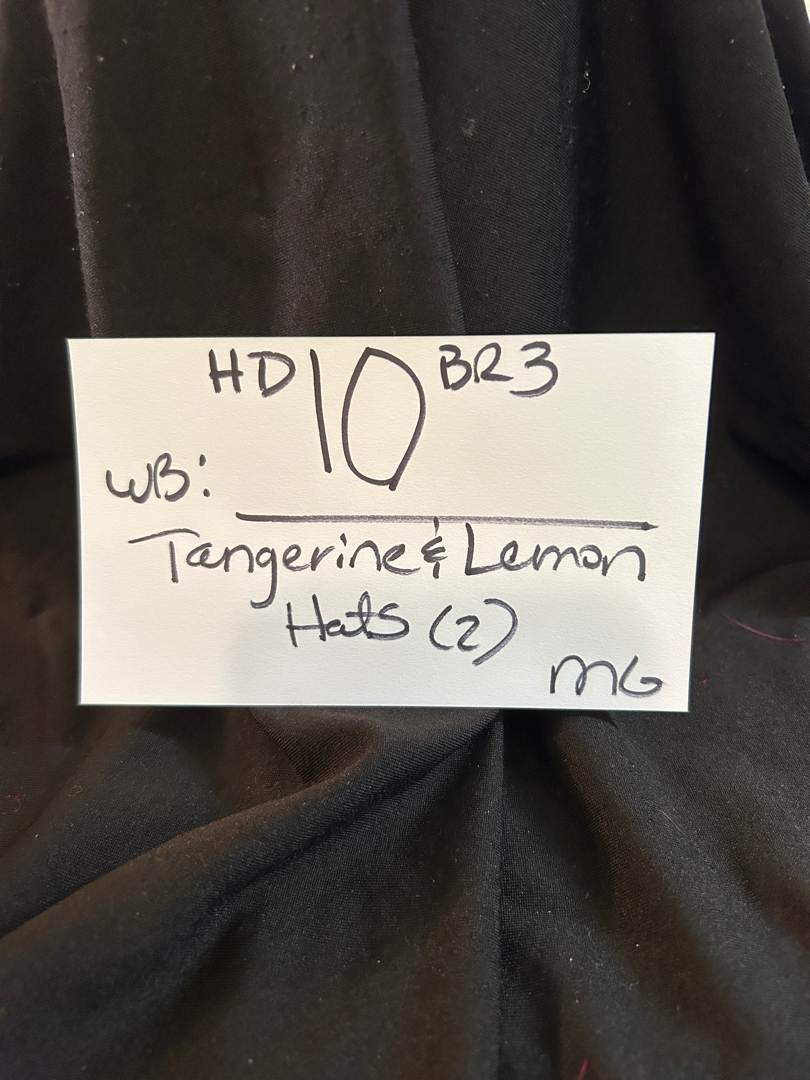 HD 10 BR3
WB:
Tangerine & Lemon
Hats (2)
MG